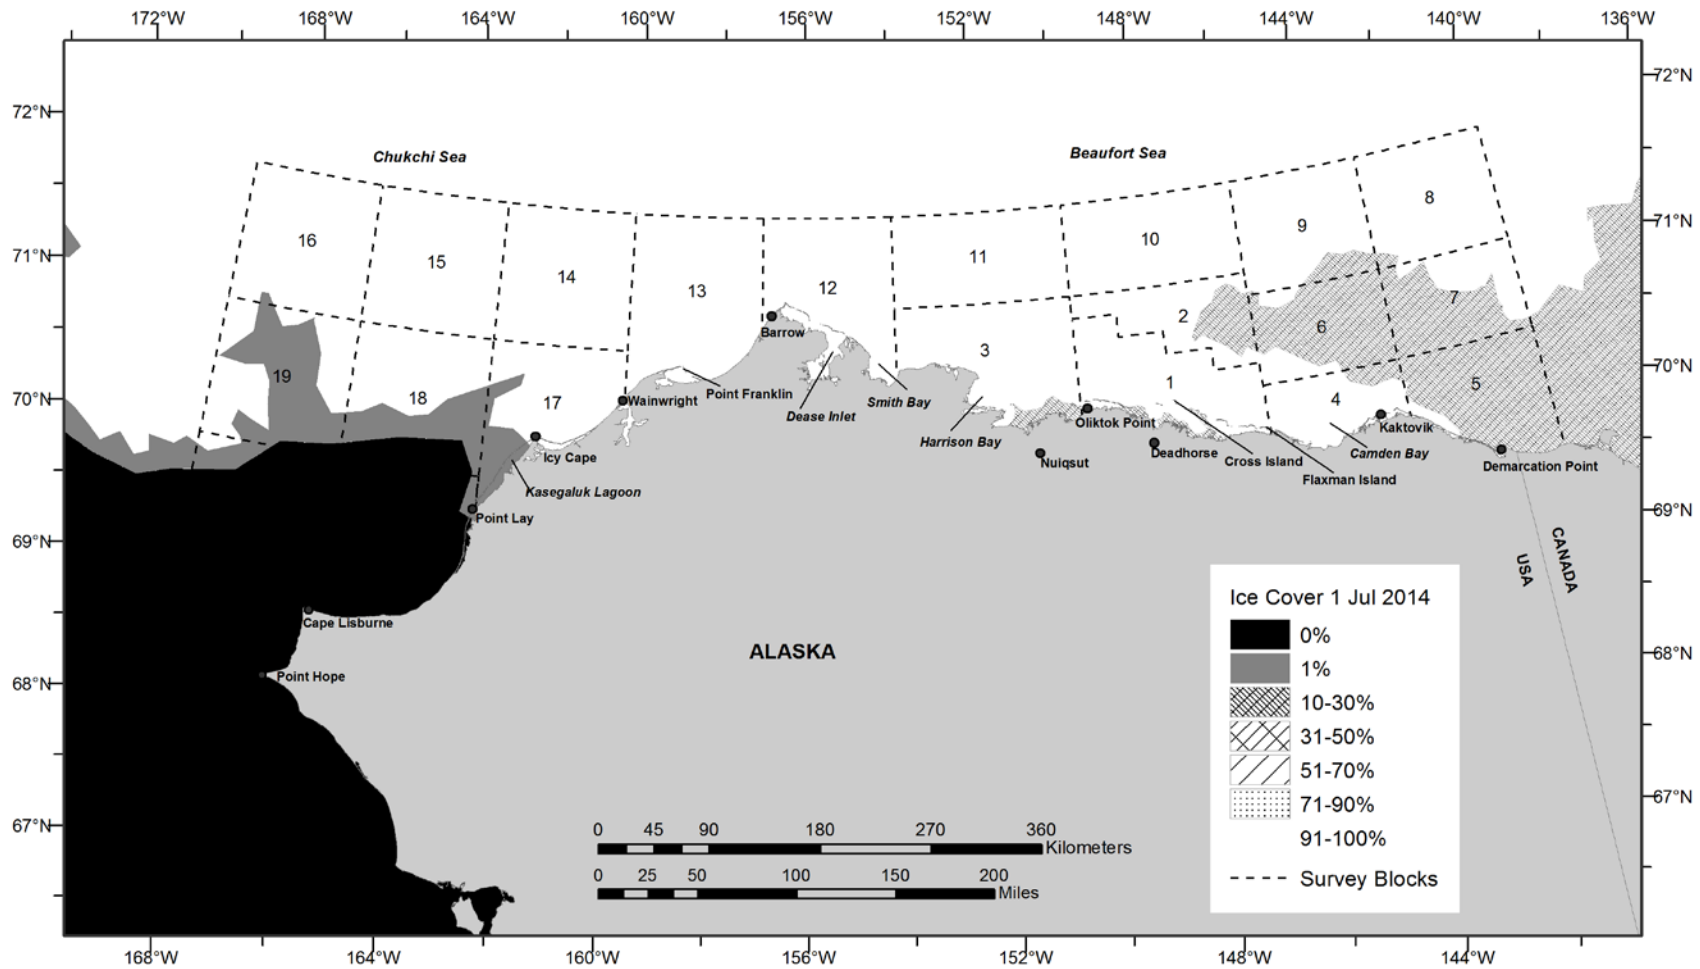 172°W 168°W 164°W 160°W 156°W 152°W 148°W 144°W 140°W 136°W
72°N 72°N
Chukchi Sea Beaufort Sea
16 15 14 13 12 11 10 9 8
71°N 71°N
2 6 7
Barrow
3
19 18 17 1 4 5
70°N 70°N
Wainwright Point Franklin
Dease Inlet Smith Bay
Harrison Bay
Oliktok Point
Kaktovik
Icy Cape
Nuiqsut Deadhorse Cross Island Camden Bay
Demarcation Point
Flaxman Island
Kasegaluk Lagoon
Point Lay
69°N 69°N
USA CANADA
Cape Lisburne
Point Hope
ALASKA
68°N 68°N
67°N 67°N
Ice Cover 1 Jul 2014
0%
1%
10-30%
31-50%
51-70%
71-90%
91-100%
Survey Blocks
0 45 90 180 270 360
Kilometers
0 25 50 100 150 200
Miles
168°W 164°W 160°W 156°W 152°W 148°W 144°W